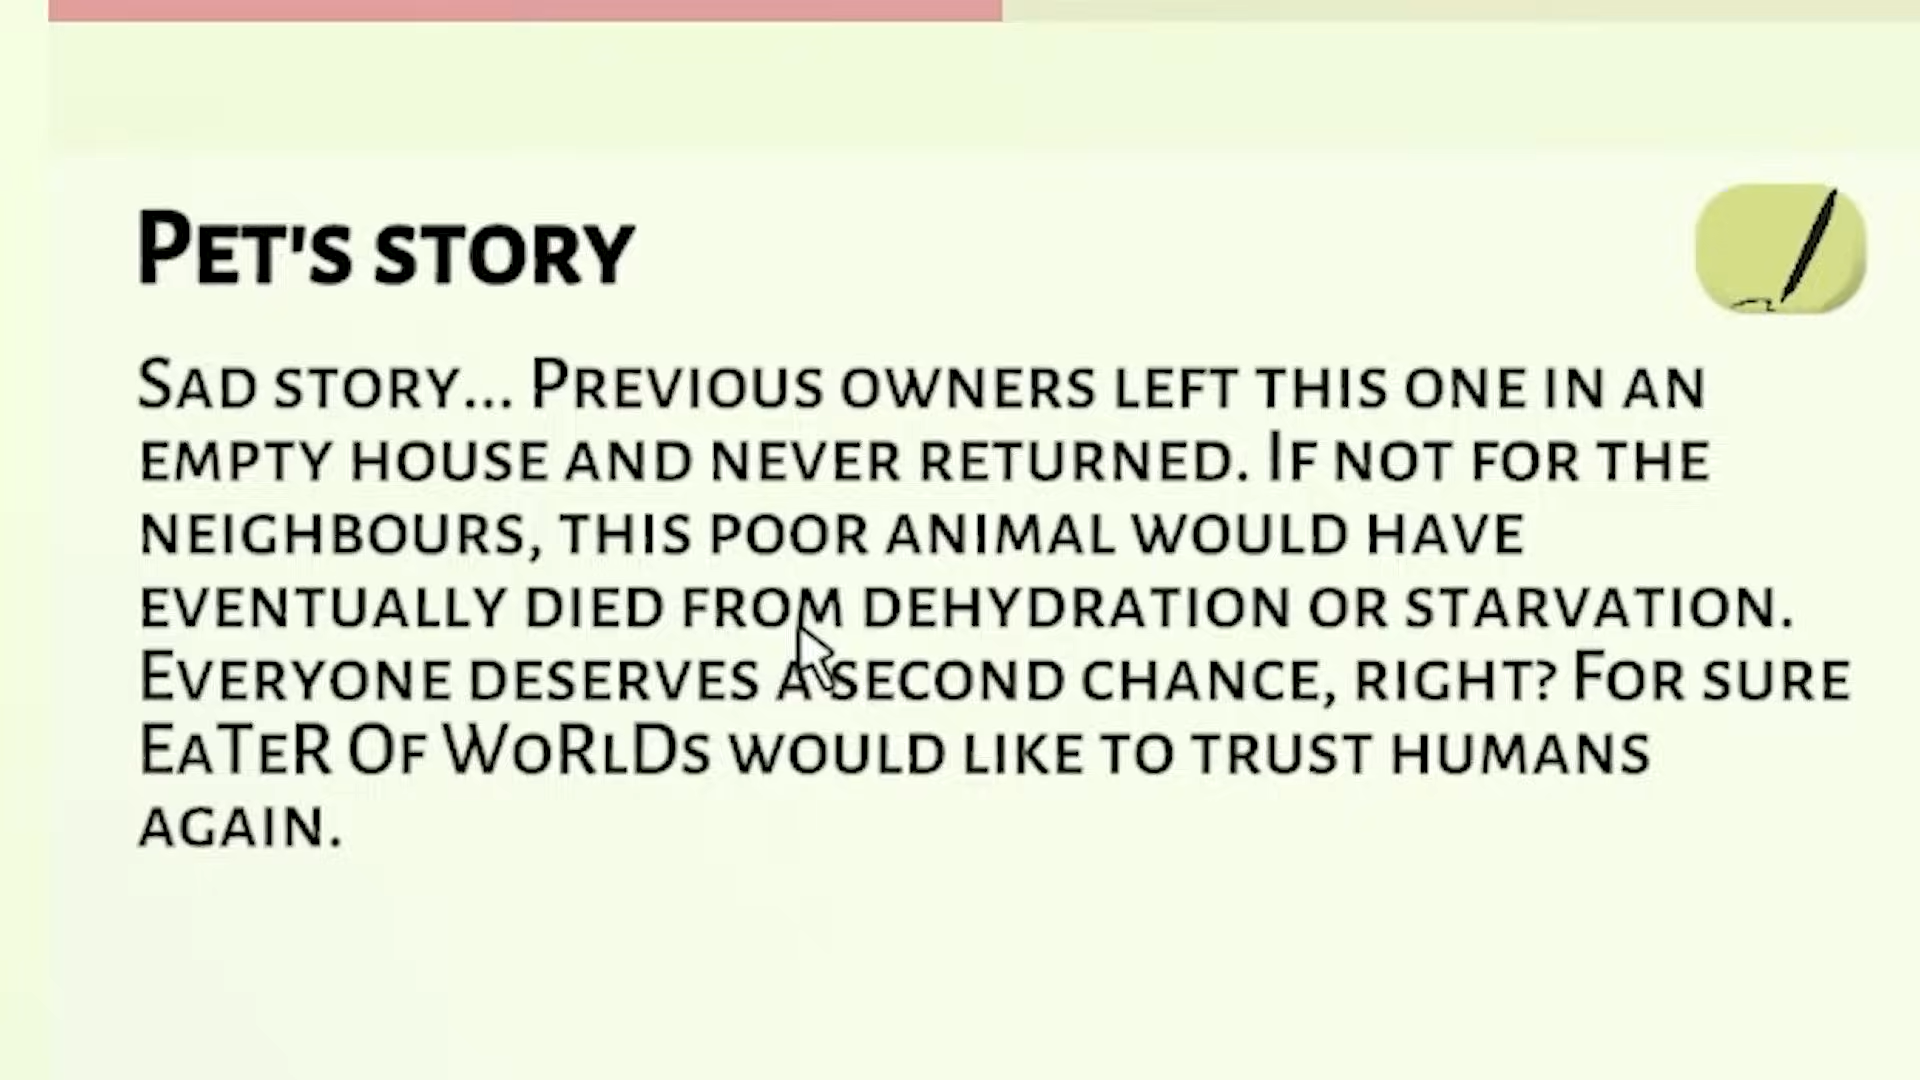 Pet's story
Sad story... Previous owners left this one in an
empty house and never returned. If not for the
neighbours, this poor animal would have
eventually died from dehydration or starvation.
Everyone deserves a second chance, right? For sure
EaTeR Of WoRlDs would like to trust humans
again.